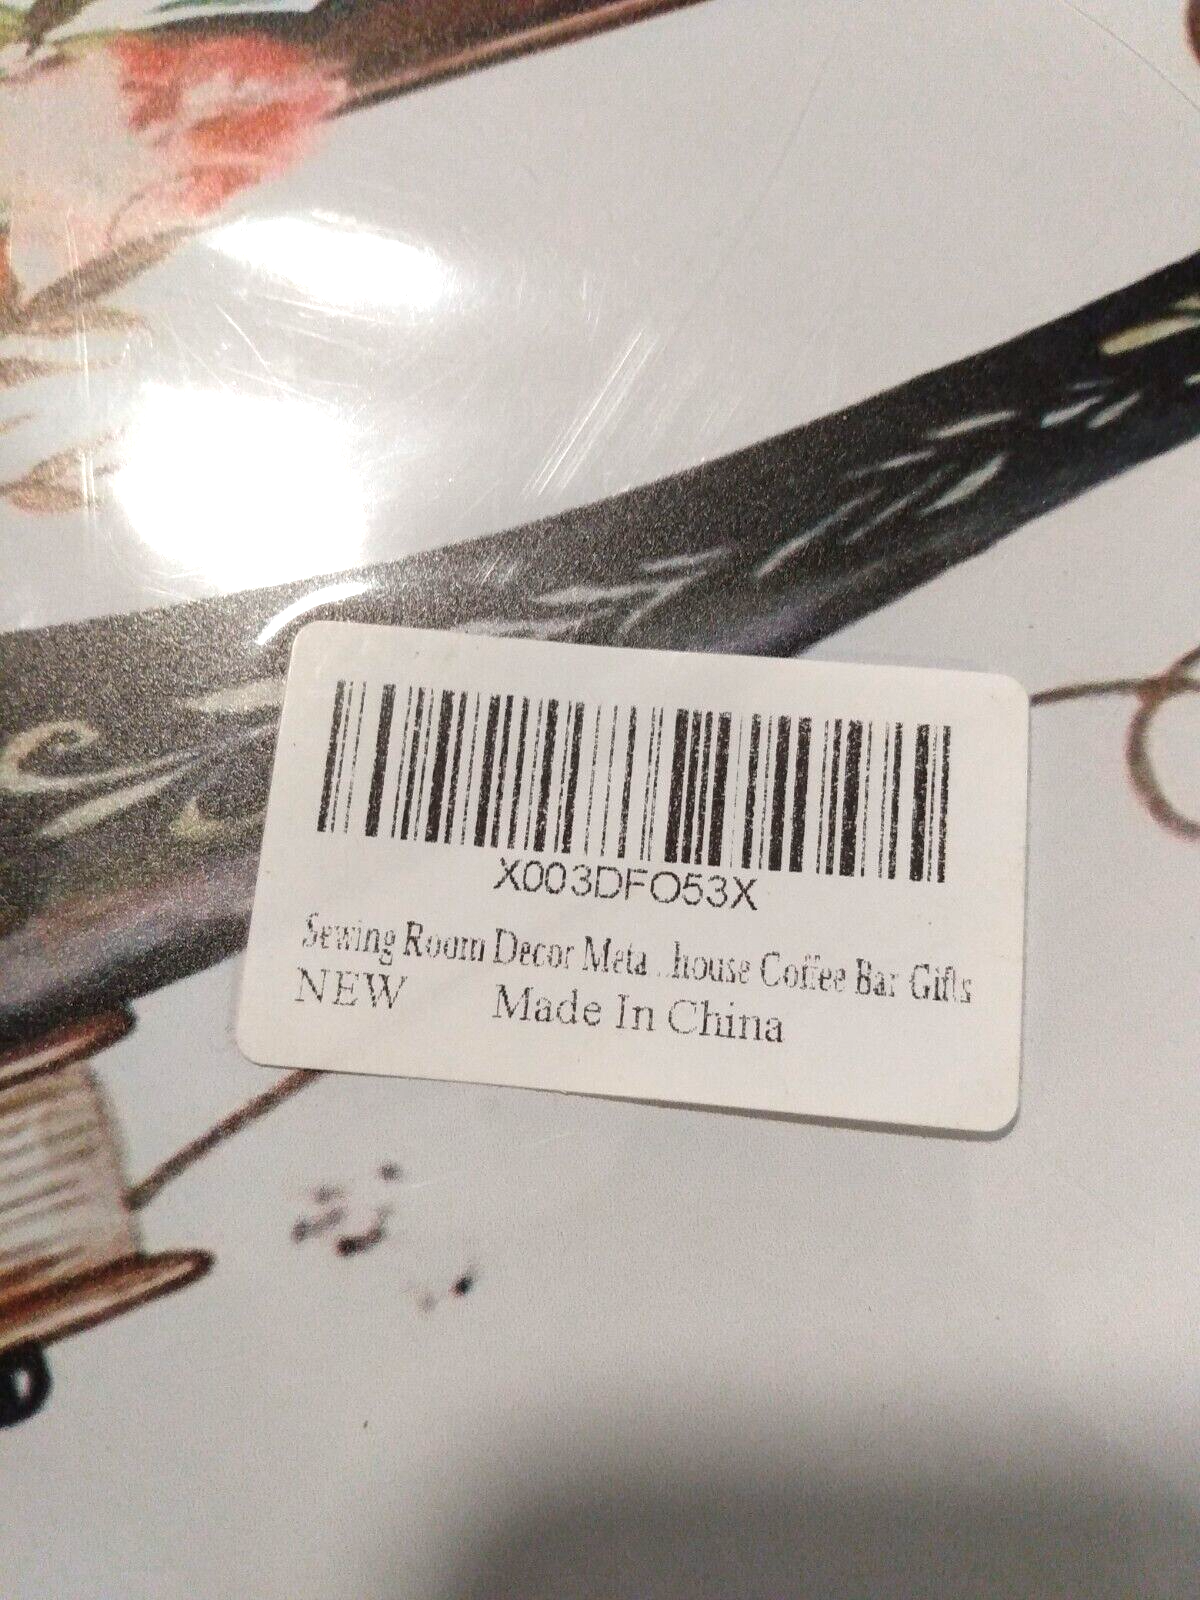 X003DFO53X
Sewing Room Decor Meta...house Coffee Bar Gifts
NEW Made In China